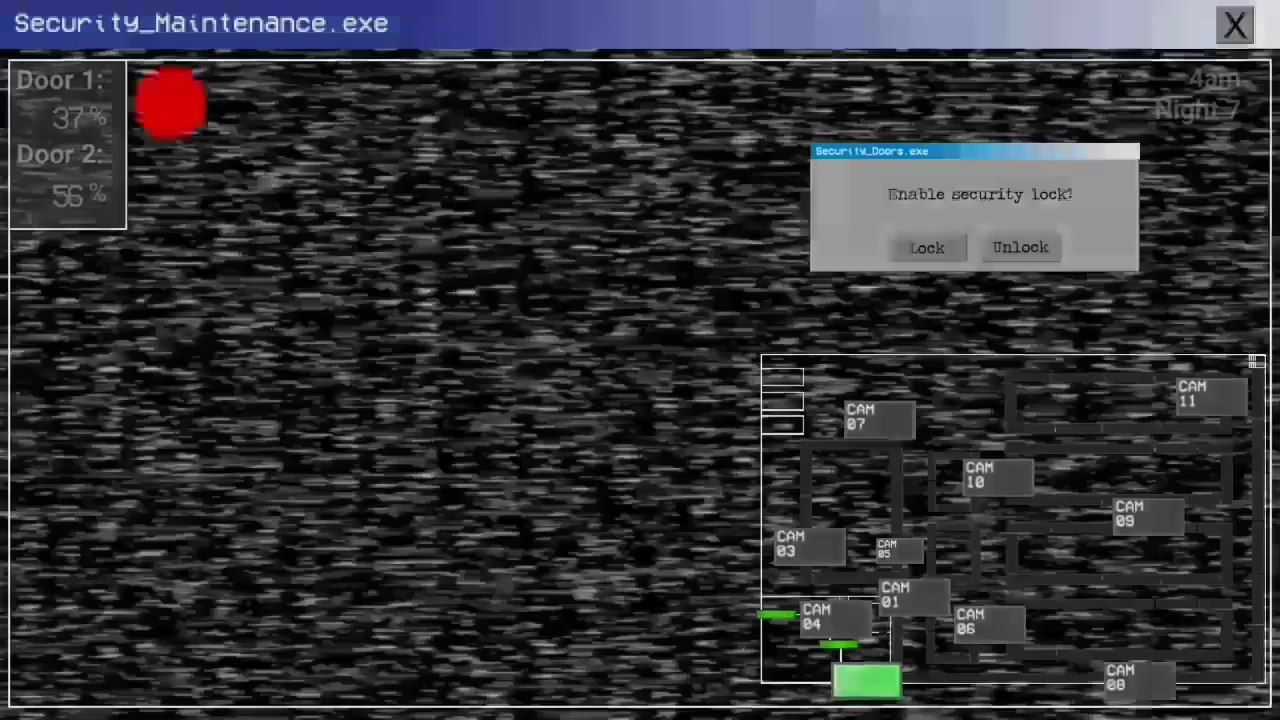 Security_Maintenance.exe
X
Door 1:
37%
Door 2:
56%
4am
Night 7
Security_Doors.exe
Enable security lock?
Lock
Unlock
CAM
11
CAM
07
CAM
10
CAM
09
CAM
03
CAM
05
CAM
01
CAM
04
CAM
06
CAM
08